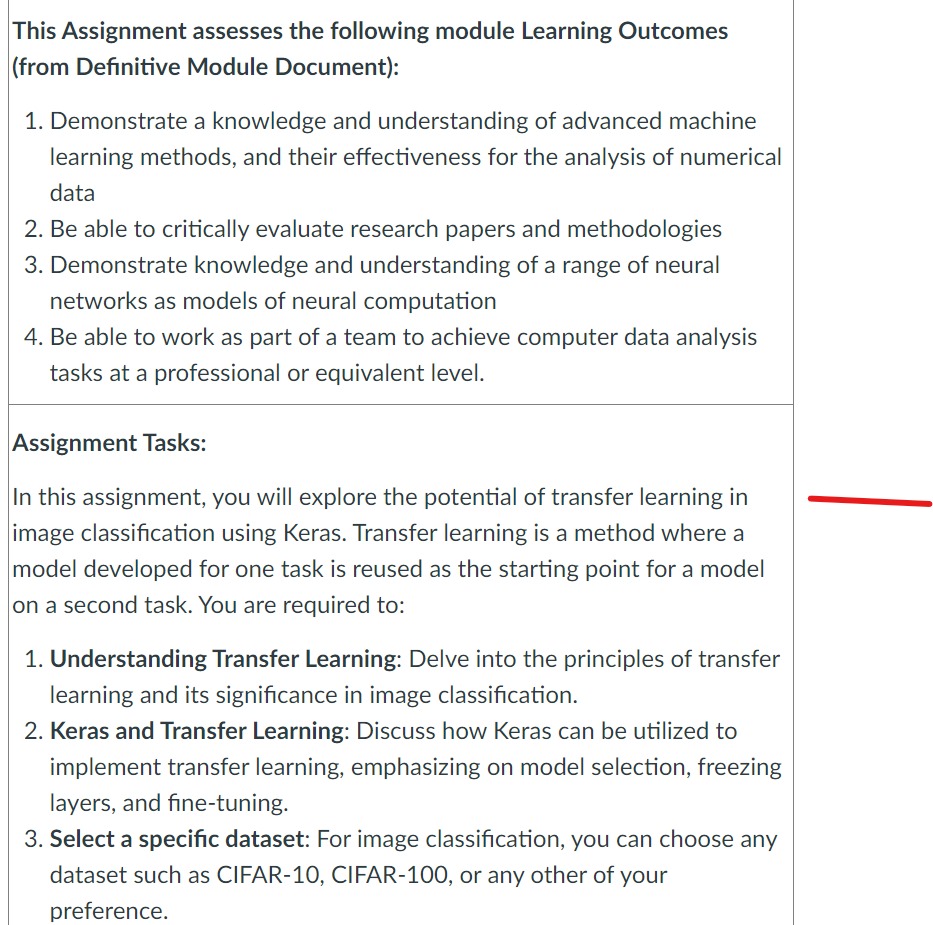 This Assignment assesses the following module Learning Outcomes
(from Definitive Module Document):
1. Demonstrate a knowledge and understanding of advanced machine
learning methods, and their effectiveness for the analysis of numerical
data
2. Be able to critically evaluate research papers and methodologies
3. Demonstrate knowledge and understanding of a range of neural
networks as models of neural computation
4. Be able to work as part of a team to achieve computer data analysis
tasks at a professional or equivalent level.
Assignment Tasks:
In this assignment, you will explore the potential of transfer learning in
image classification using Keras. Transfer learning is a method where a
model developed for one task is reused as the starting point for a model
on a second task. You are required to:
1. Understanding Transfer Learning: Delve into the principles of transfer
learning and its significance in image classification.
2. Keras and Transfer Learning: Discuss how Keras can be utilized to
implement transfer learning, emphasizing on model selection, freezing
layers, and fine-tuning.
3. Select a specific dataset: For image classification, you can choose any
dataset such as CIFAR-10, CIFAR-100, or any other of your
preference.